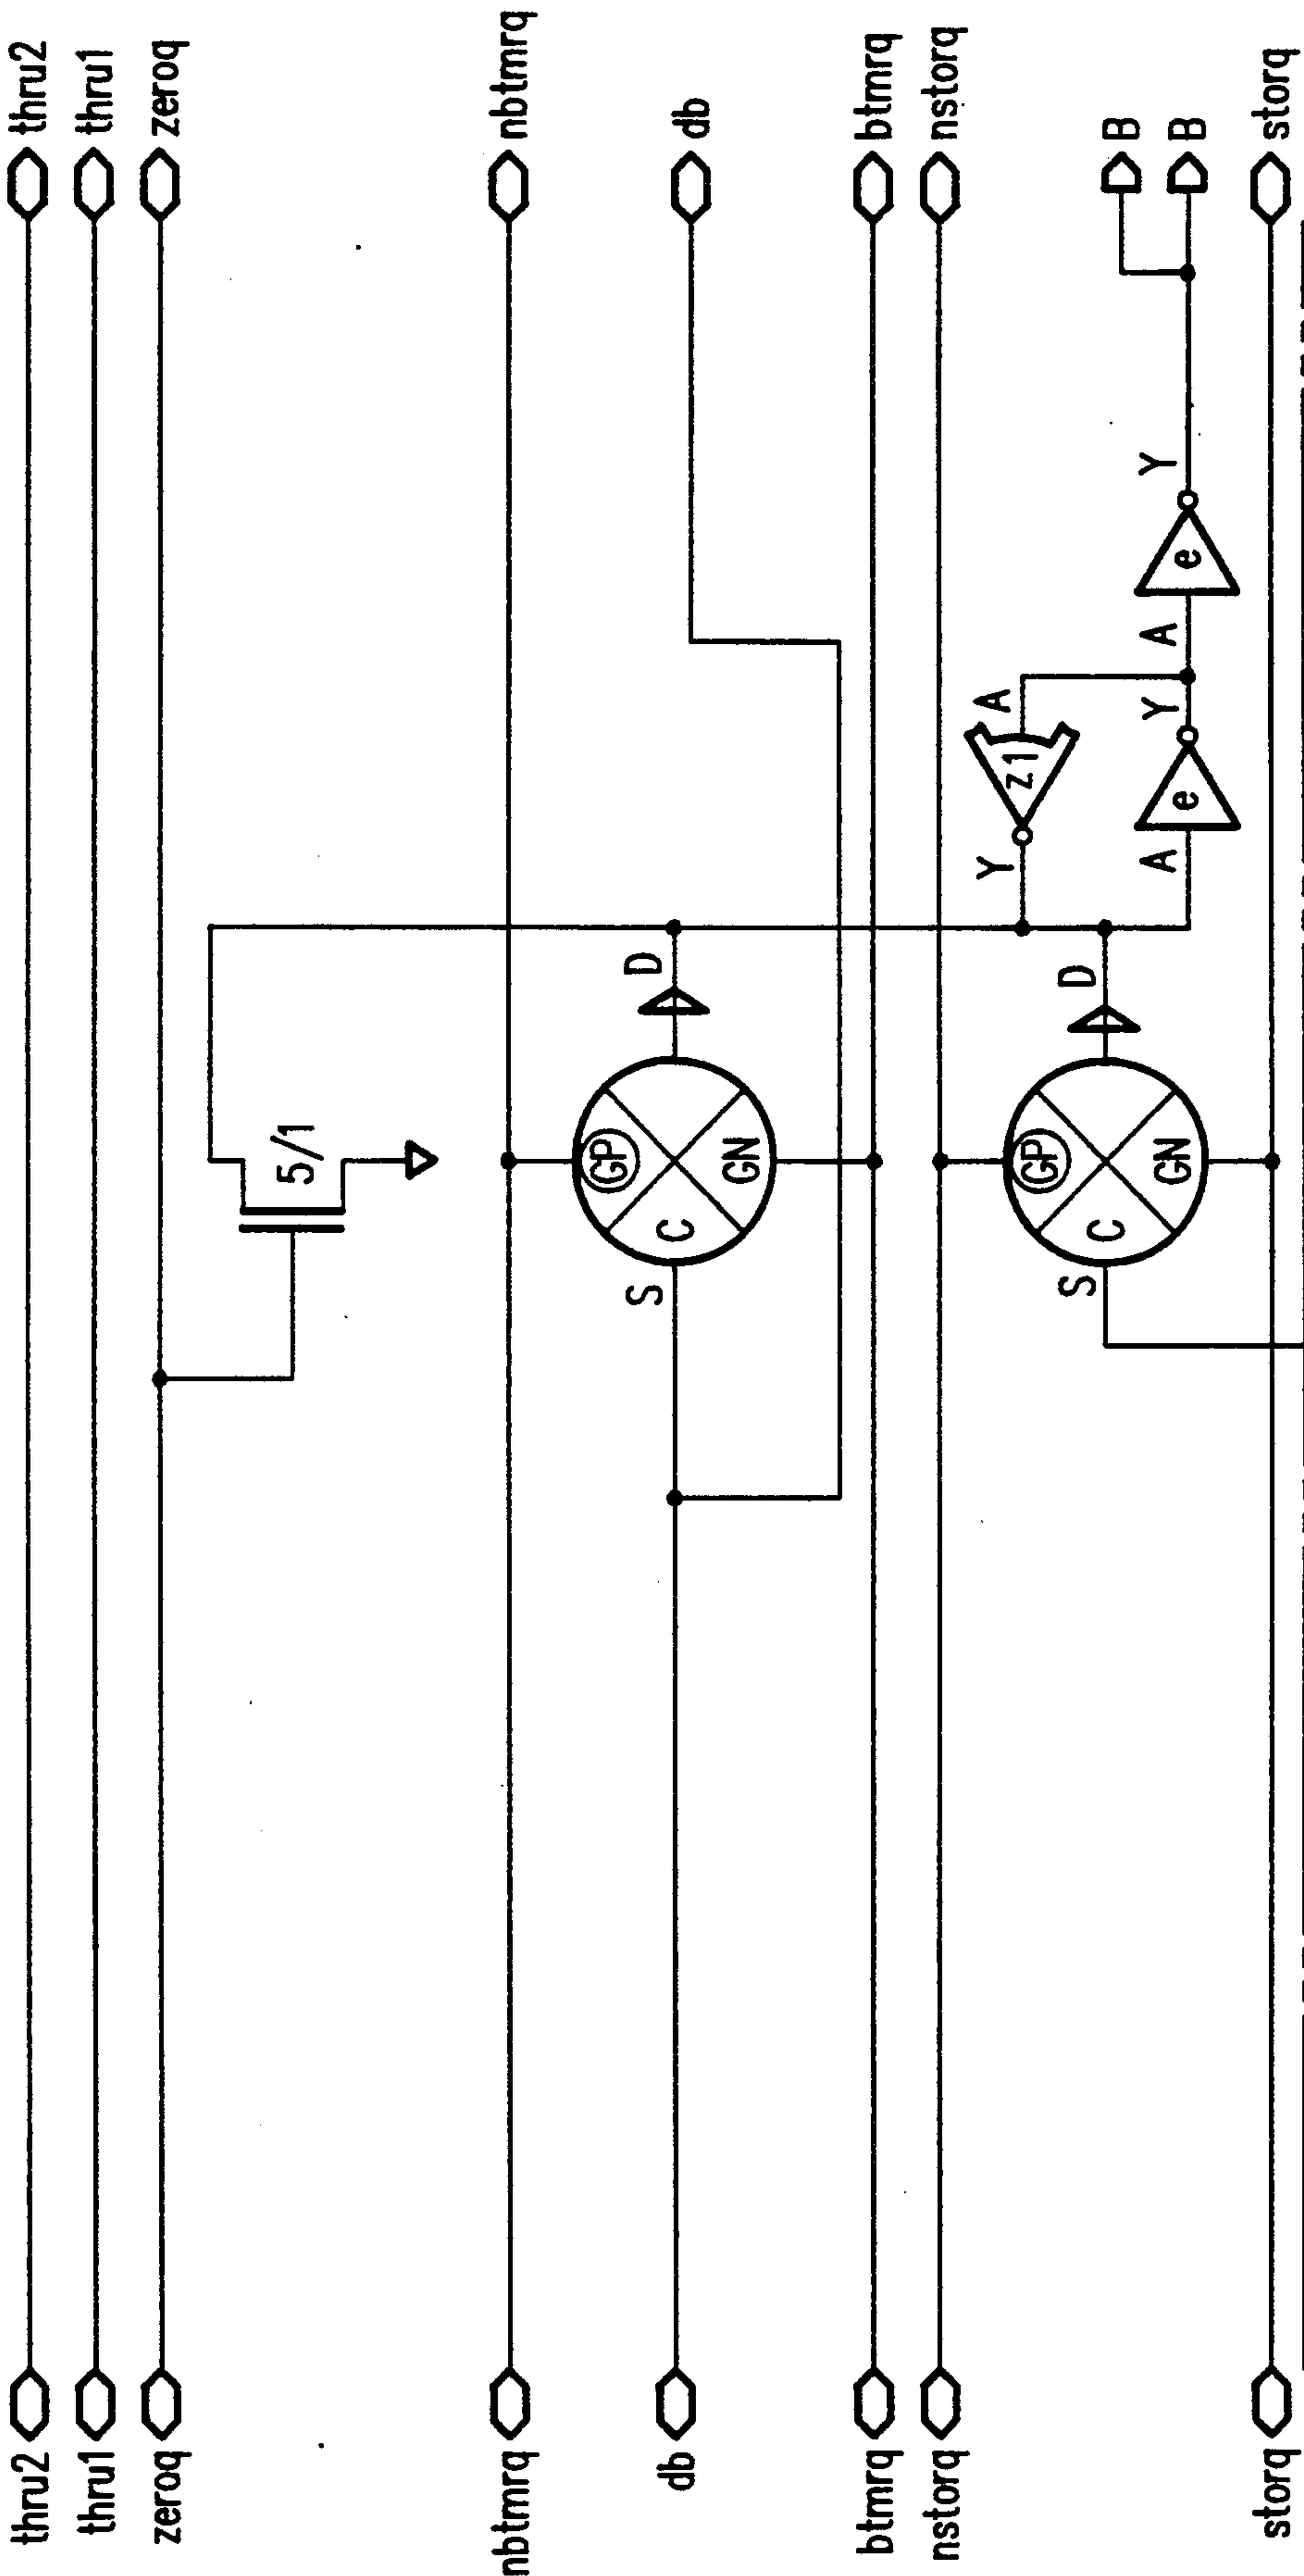 thru2 thru2
thru1 thru1
zeroq zeroq
5/1
nbtmrq nbtmrq
GP
S C D
GN
db db
btmrq btmrq
nstorq nstorq
Y z1 A
GP
S C D
GN
A e Y A e Y
B
B
storq storq